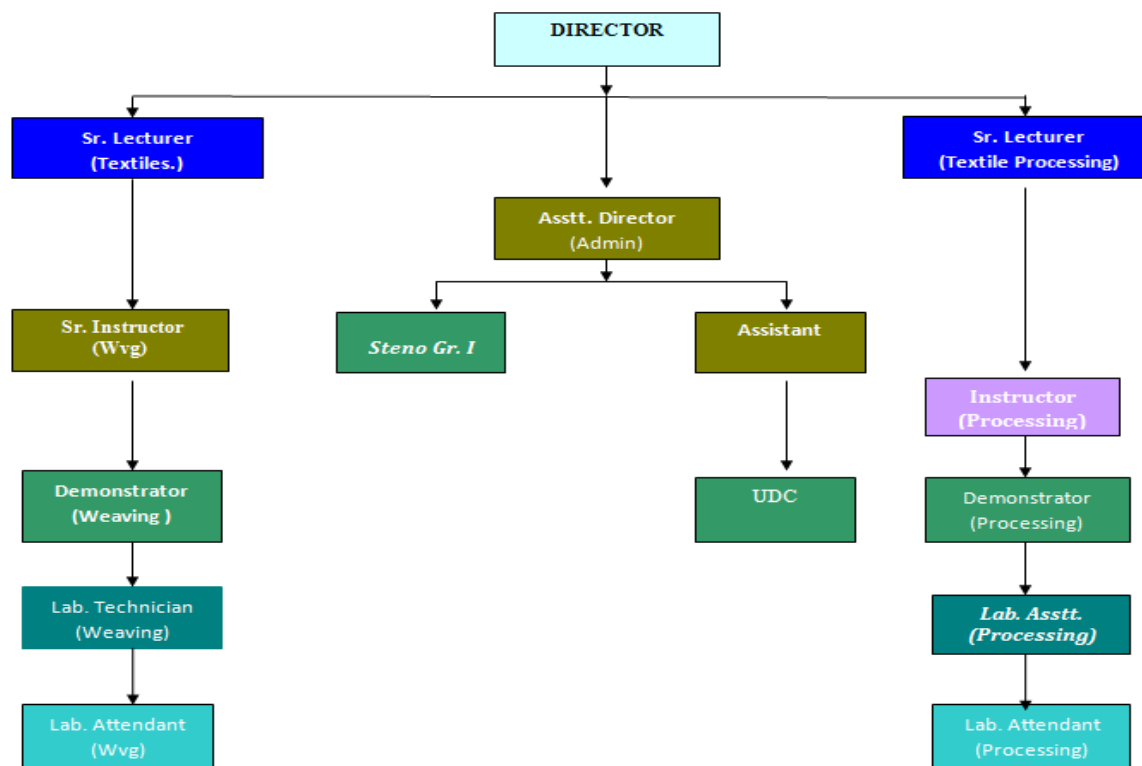 DIRECTOR
Sr. Lecturer
(Textiles.)
Sr. Lecturer
(Textile Processing)
Asstt. Director
(Admin)
Sr. Instructor
(Wvg)
Steno Gr. I
Assistant
Instructor
(Processing)
Demonstrator
(Weaving )
UDC
Demonstrator
(Processing)
Lab. Technician
(Weaving)
Lab. Asstt.
(Processing)
Lab. Attendant
(Wvg)
Lab. Attendant
(Processing)